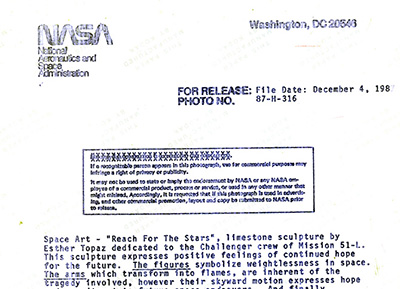 NASA
Washington, DC 20546
National
Aeronautics and
Space
Administration
FOR RELEASE: File Date: December 4, 198
PHOTO NO. 87-H-316
If a recognizable person appears in this photograph, use for commercial purposes may
infringe a right of privacy or publicity.
It may not be used to state or imply the endorsement by NASA or any NASA em-
ployee of a commercial product, process or service, or used in any other manner that
might mislead. Accordingly, it is requested that if this photograph is used in advertis-
ing, and other commercial promotion, layout and copy be submitted to NASA prior
to release.
Space Art - "Reach For The Stars", limestone sculpture by
Esther Topaz dedicated to the Challenger crew of Mission 51-L.
This sculpture expresses positive feelings of continued hope
for the future. The figures symbolize weightlessness in space.
The arms which transform into flames, are inherent of the
tragedy involved, however their skyward motion expresses hope